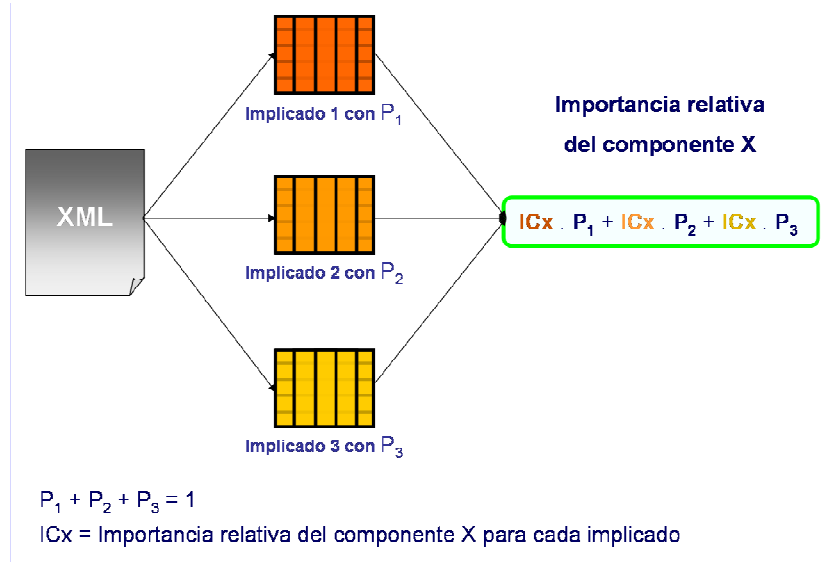 Implicado 1 con P1
Importancia relativa
del componente X
XML
ICx . P1 + ICx . P2 + ICx . P3
Implicado 2 con P2
Implicado 3 con P3
P1 + P2 + P3 = 1
ICx = Importancia relativa del componente X para cada implicado